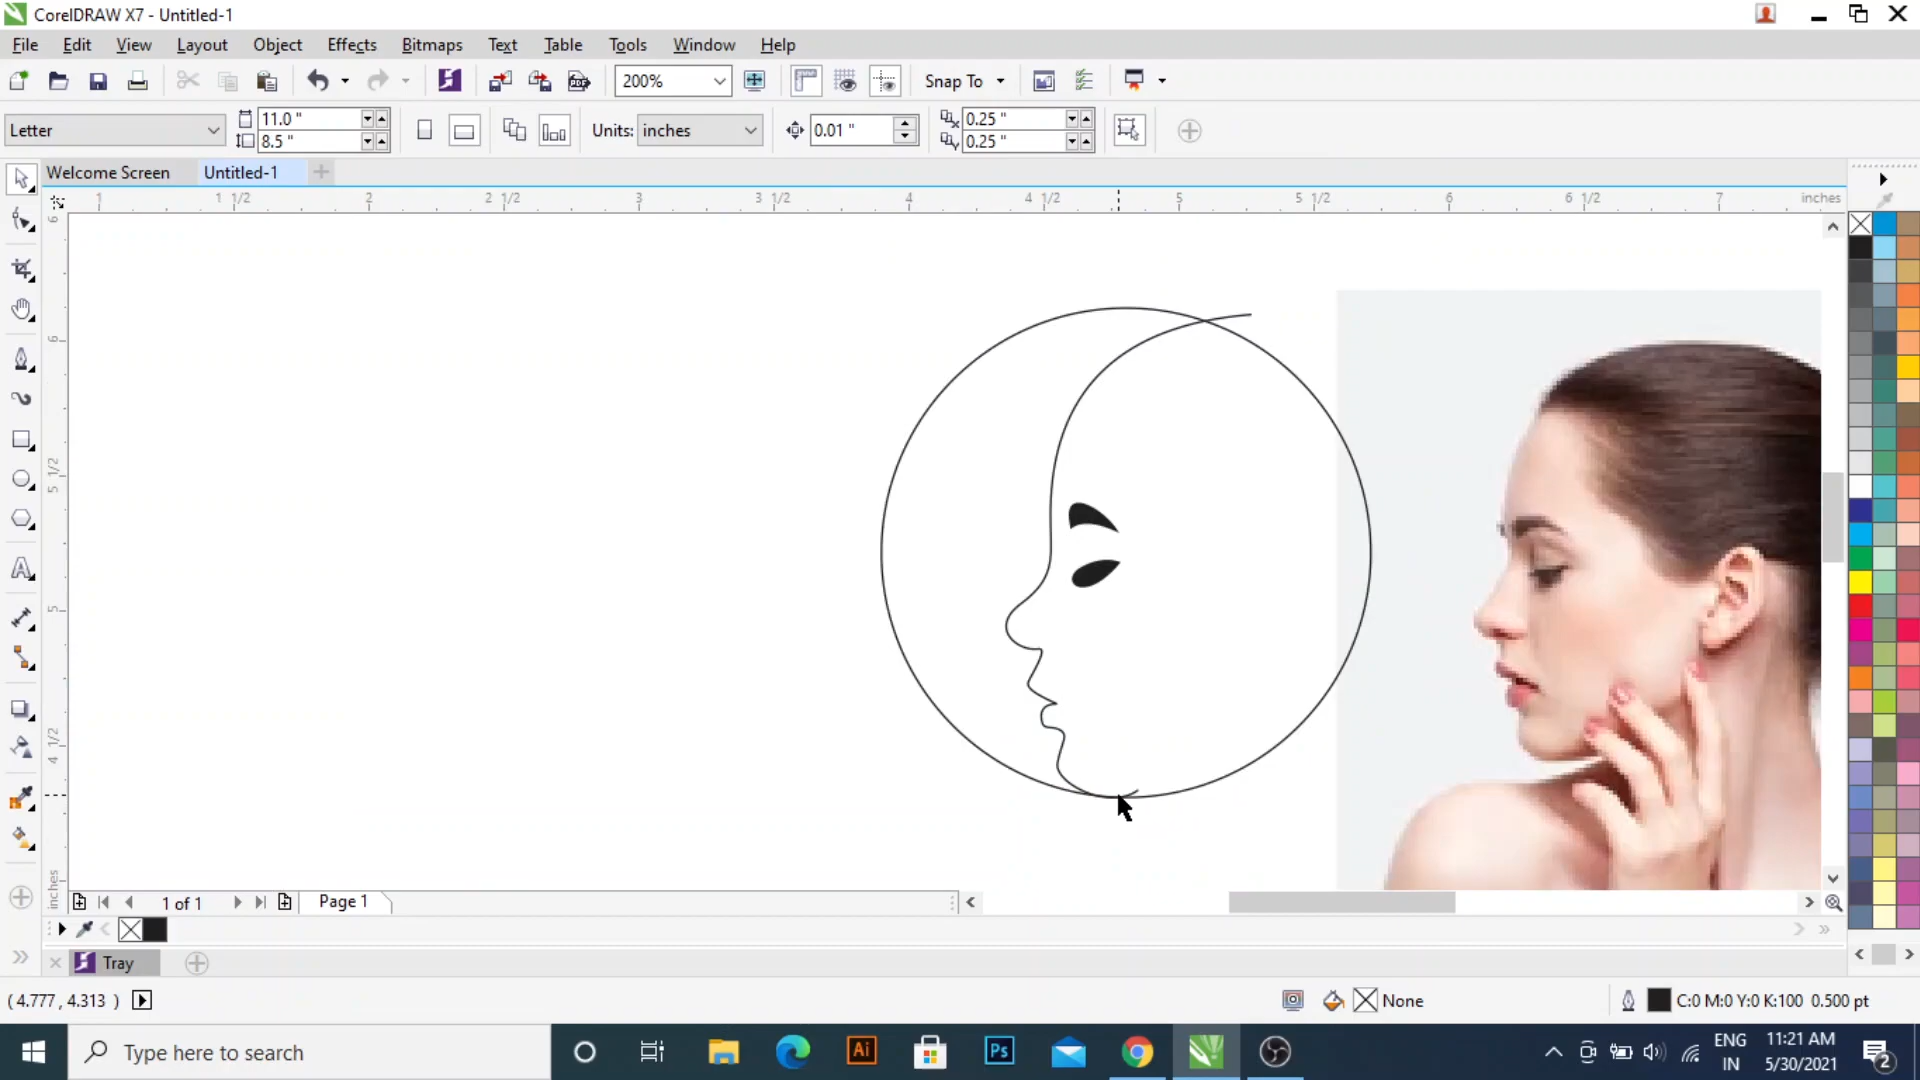 CorelDRAW X7 - Untitled-1
File Edit View Layout Object Effects Bitmaps Text Table Tools Window Help
200% Snap To
Letter 11.0 " 8.5 " Units: inches 0.01 " 0.25 " 0.25 "
Welcome Screen Untitled-1
1 1 1/2 2 2 1/2 3 3 1/2 4 4 1/2 5 5 1/2 6 6 1/2 7 inches
6
6
5 1/2
5
4 1/2
inches
1 of 1 Page 1
Tray
( 4.777 , 4.313 ) None C:0 M:0 Y:0 K:100 0.500 pt
Type here to search Ai Ps ENG 11:21 AM
IN 5/30/2021 2